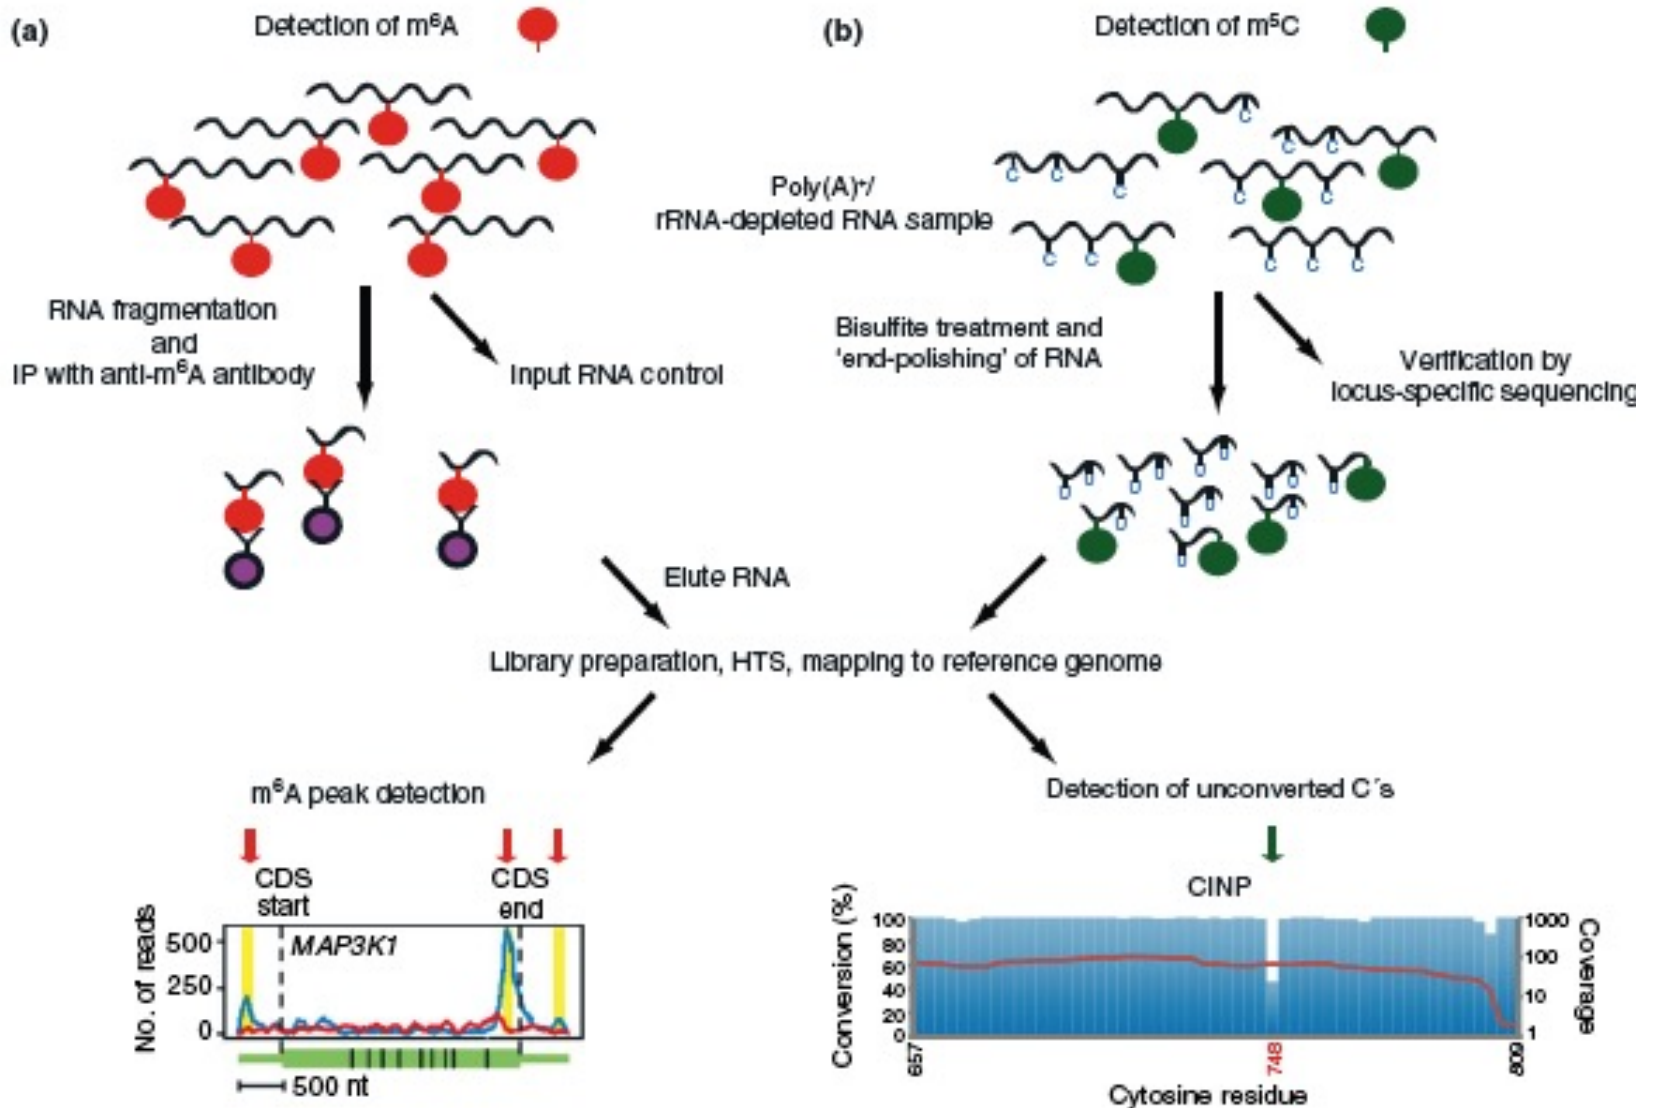 (a)
Detection of m⁶A
(b)
Detection of m⁵C
C
C
C
C
C
C
C
C
C
C
C
C
C
Poly(A)⁺/
rRNA-depleted RNA sample
RNA fragmentation
and
IP with anti-m⁶A antibody
Input RNA control
Bisulfite treatment and
‘end-polishing’ of RNA
Verification by
locus-specific sequencing
U
U
U
U
U
U
U
U
U
U
U
U
U
U
Elute RNA
Library preparation, HTS, mapping to reference genome
m⁶A peak detection
CDS
start
CDS
end
No. of reads
500
250
0
MAP3K1
500 nt
Detection of unconverted C´s
CINP
Conversion (%)
100
80
60
40
20
0
1000
100
10
1
Coverage
657
748
809
Cytosine residue